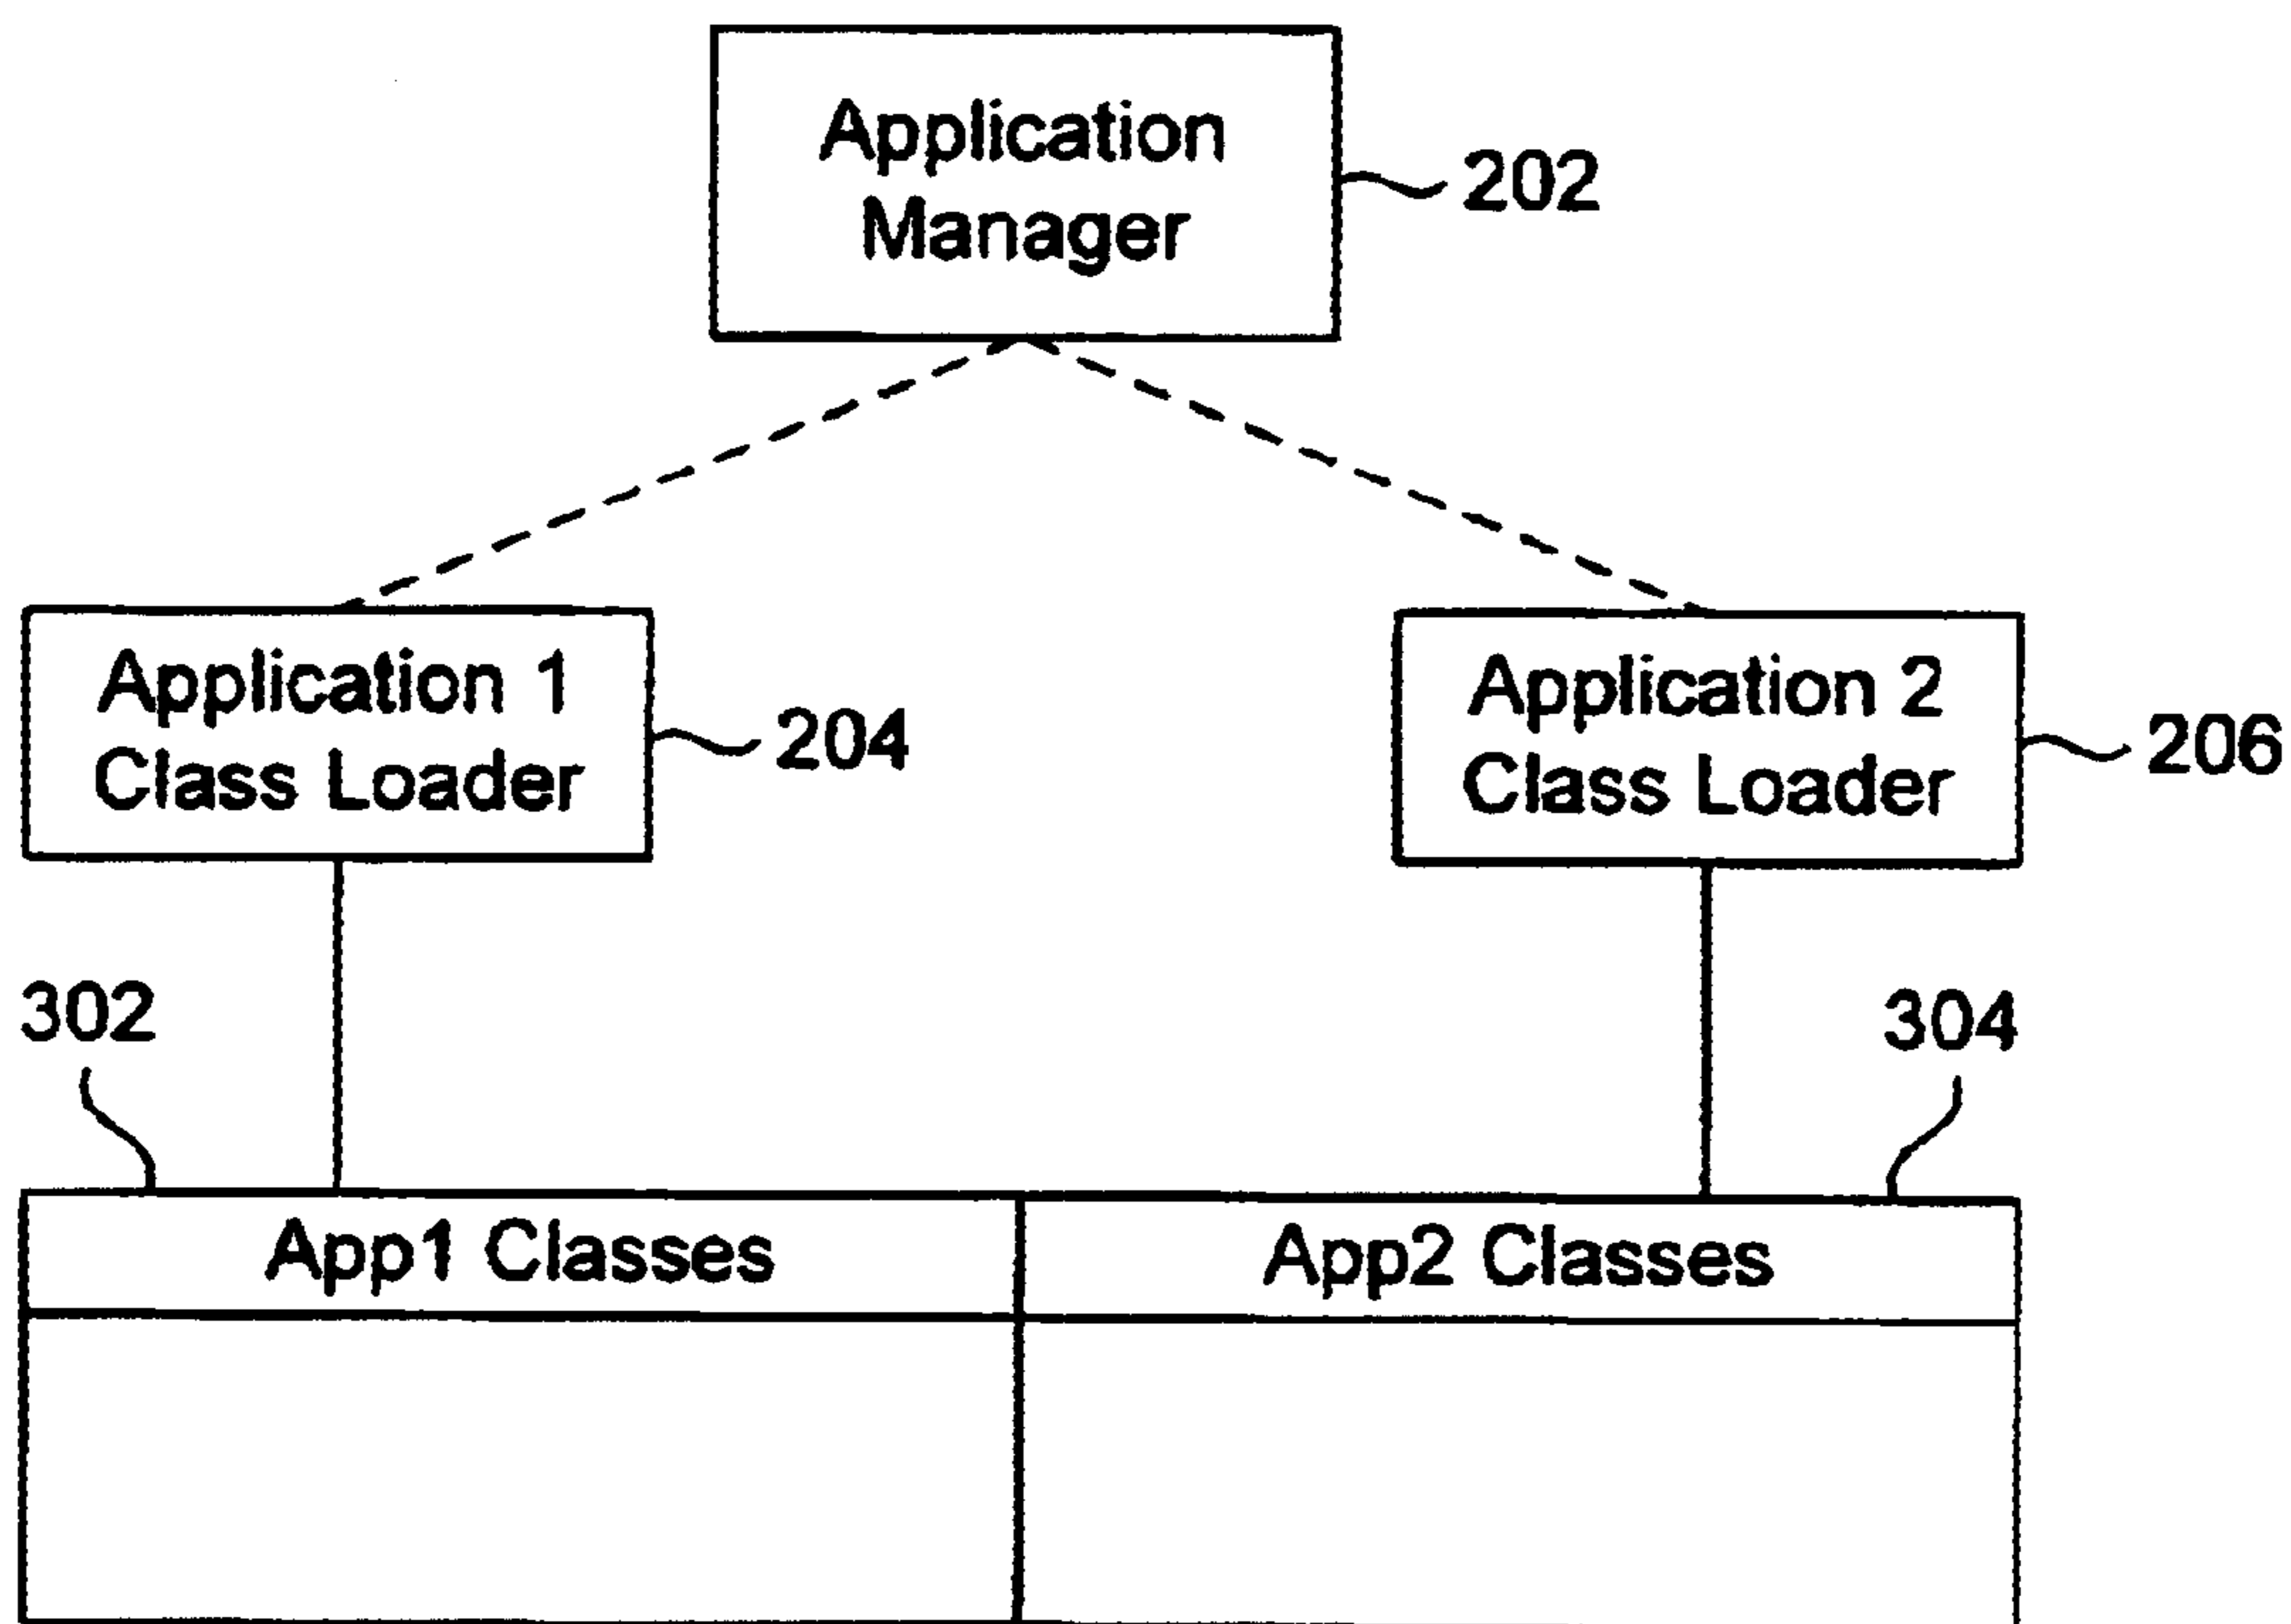 Application
Manager
202
Application 1
Class Loader
204
Application 2
Class Loader
206
302
304
App1 Classes
App2 Classes